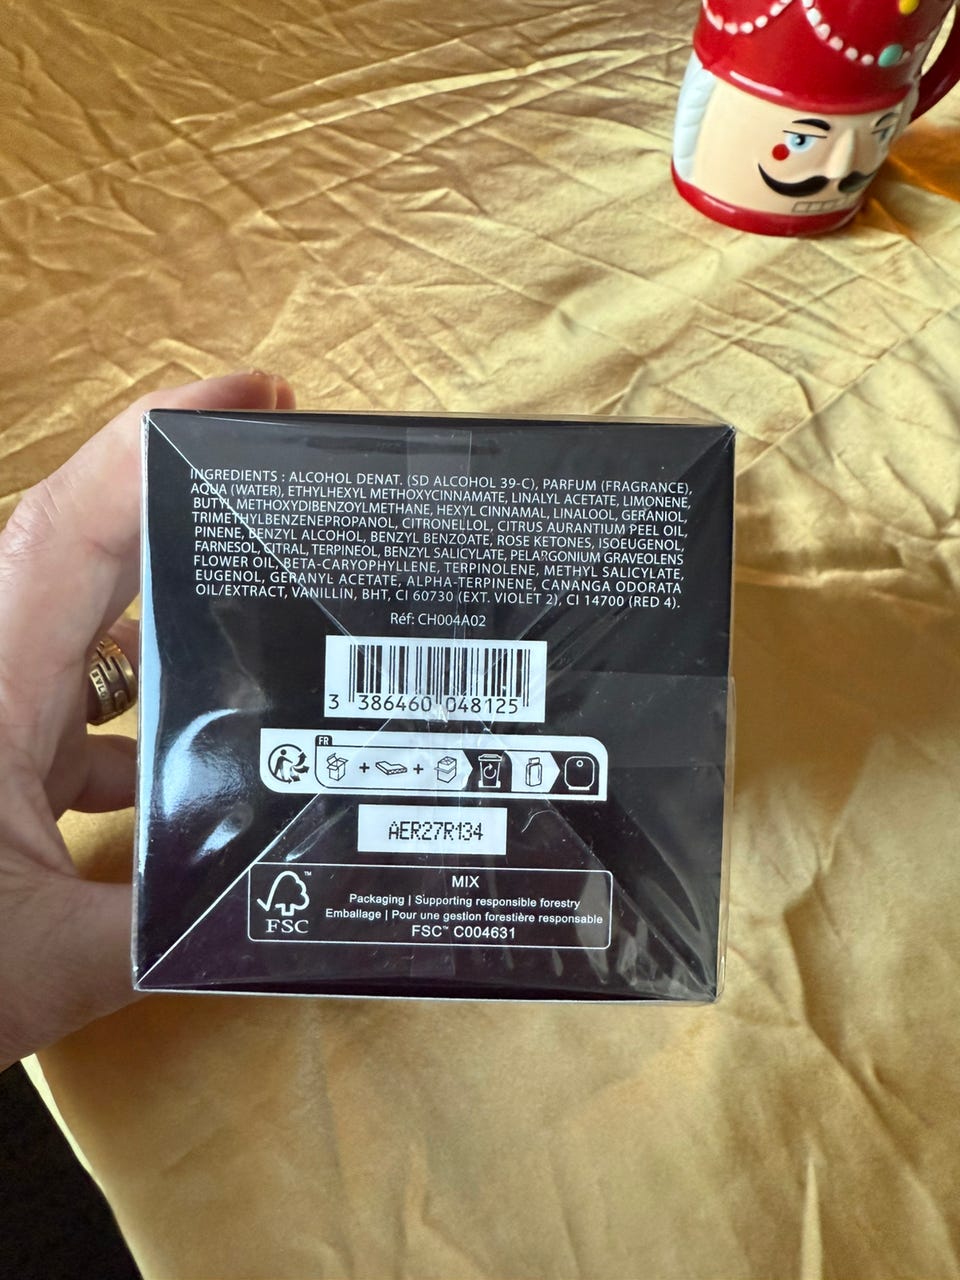 INGREDIENTS : ALCOHOL DENAT. (SD ALCOHOL 39-C), PARFUM (FRAGRANCE),
AQUA (WATER), ETHYLHEXYL METHOXYCINNAMATE, LINALYL ACETATE, LIMONENE,
BUTYL METHOXYDIBENZOYLMETHANE, HEXYL CINNAMAL, LINALOOL, GERANIOL,
TRIMETHYLBENZENEPROPANOL, CITRONELLOL, CITRUS AURANTIUM PEEL OIL,
PINENE, BENZYL ALCOHOL, BENZYL BENZOATE, ROSE KETONES, ISOEUGENOL,
FARNESOL, CITRAL, TERPINEOL, BENZYL SALICYLATE, PELARGONIUM GRAVEOLENS
FLOWER OIL, BETA-CARYOPHYLLENE, TERPINOLENE, METHYL SALICYLATE,
EUGENOL, GERANYL ACETATE, ALPHA-TERPINENE, CANANGA ODORATA
OIL/EXTRACT, VANILLIN, BHT, CI 60730 (EXT. VIOLET 2), CI 14700 (RED 4).
Réf: CH004A02
3 386460 048125
FR
AER27R134
MIX
Packaging | Supporting responsible forestry
Emballage | Pour une gestion forestière responsable
FSC™ C004631
FSC
™